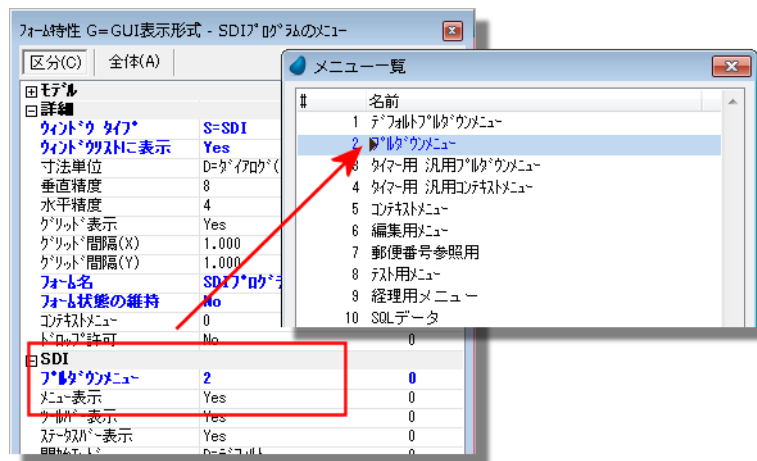 フォーム特性 G=GUI表示形式 - SDIプログラムのメニュー
区分(C) 全体(A)
モデル
詳細
ウィンドウ タイプ S=SDI
ウィンドウリストに表示 Yes
寸法単位 D=ダイアログ(
垂直精度 8
水平精度 4
グリッド表示 Yes
グリッド間隔(X) 1.000
グリッド間隔(Y) 1.000
フォーム名 SDIプログラ
フォーム状態の維持 No
コンテキストメニュー 0
ドロップ許可 No 0
SDI
プルダウンメニュー 2 0
メニュー表示 Yes 0
ツールバー表示 Yes 0
ステータスバー表示 Yes 0
メニュー一覧
# 名前
1 デフォルトプルダウンメニュー
2 プルダウンメニュー
3 タイマー用 汎用プルダウンメニュー
4 タイマー用 汎用コンテキストメニュー
5 コンテキストメニュー
6 編集用メニュー
7 郵便番号参照用
8 テスト用メニュー
9 経理用メニュー
10 SQLデータ